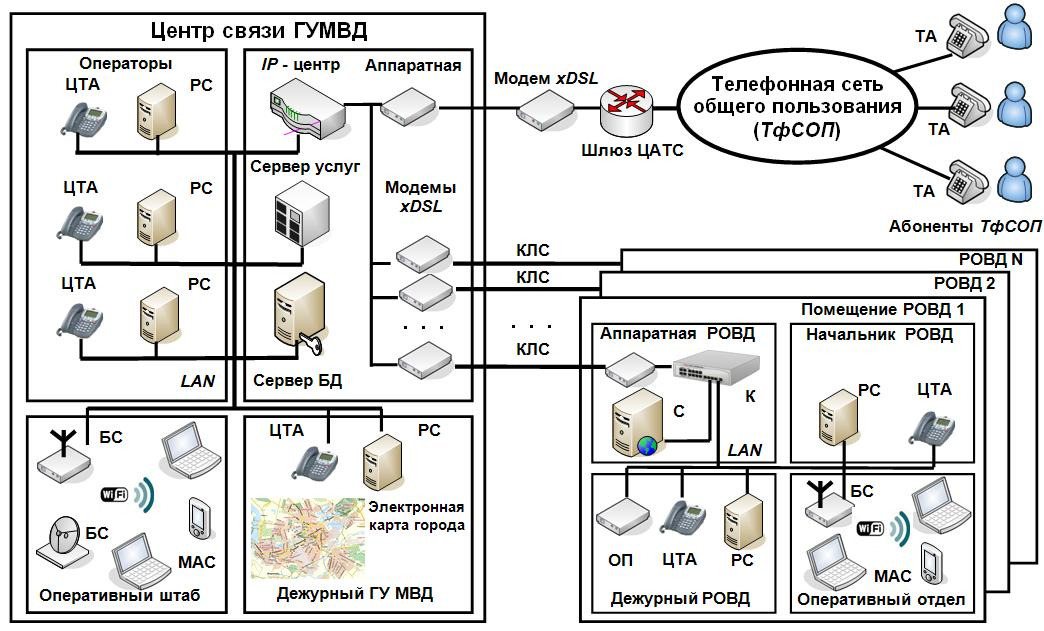 Центр связи ГУМВД
Операторы
ЦТА
РС
ЦТА
РС
ЦТА
РС
LAN
IP - центр
Аппаратная
Сервер услуг
Модемы
xDSL
. . .
Сервер БД
Модем xDSL
Шлюз ЦАТС
Телефонная сеть
общего пользования
(ТфСОП)
ТА
ТА
ТА
Абоненты ТфСОП
КЛС
КЛС
. . .
КЛС
РОВД N
РОВД 2
Помещение РОВД 1
Аппаратная РОВД
К
С
LAN
Начальник РОВД
РС
ЦТА
БС
WiFi
БС
МАС
Оперативный штаб
ЦТА
РС
Электронная
карта города
Дежурный ГУ МВД
ОП
ЦТА
РС
Дежурный РОВД
БС
WiFi
МАС
Оперативный отдел